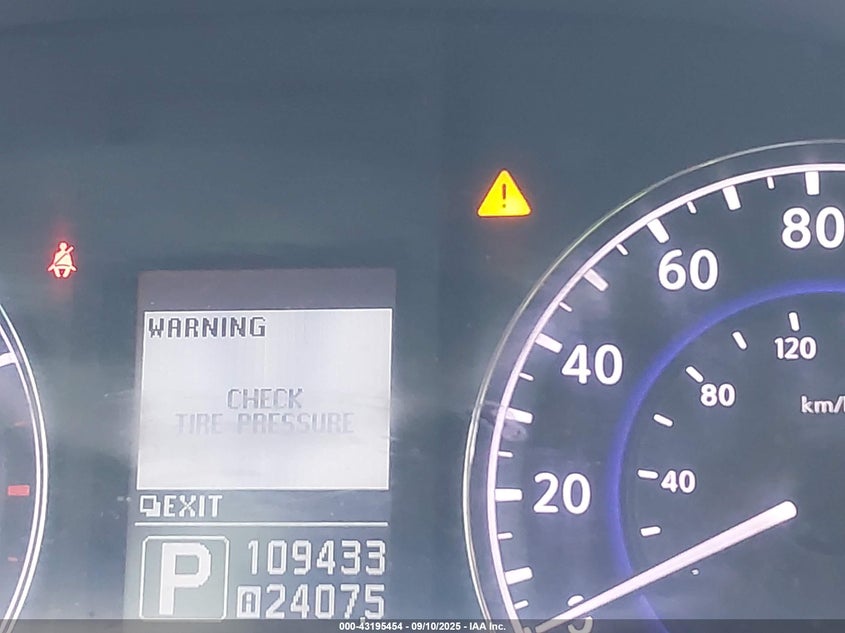 80
60
WARNING
120
40
80
CHECK
km/h
TIRE PRESSURE
40
20
EXIT
P
109433
A 24075
0
000-43195454 - 09/10/2025 - IAA Inc.